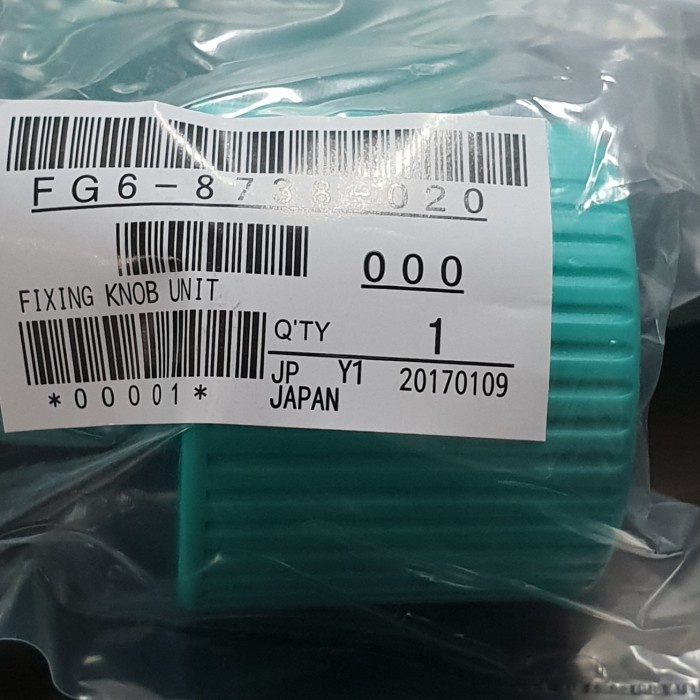 FG6-8738-020
000
FIXING KNOB UNIT
Q'TY 1
*00001*
JP Y1 20170109
JAPAN